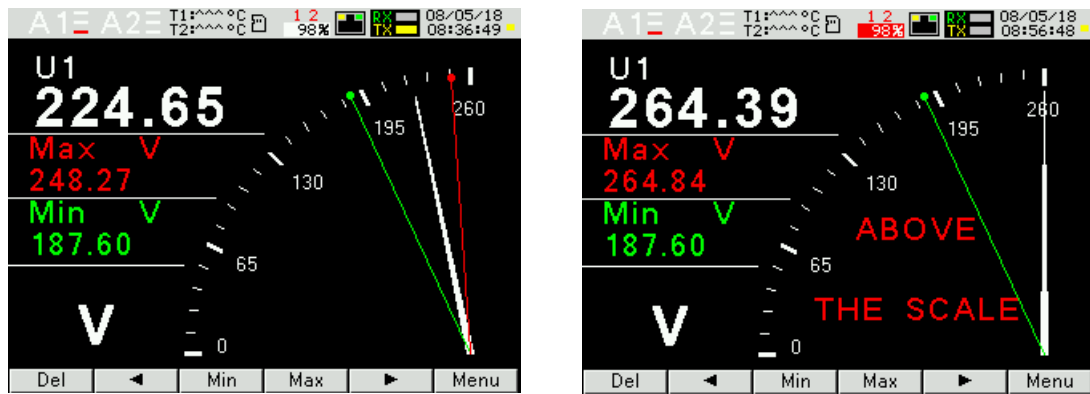 A1 A2 T1:^^^°C 1 2 RX 08/05/18
T2:^^^°C 98% TX 08:36:49
U1
224.65
Max V
248.27
Min V
187.60
V
0
65
130
195
260
Del ◄ Min Max ► Menu
A1 A2 T1:^^^°C 1 2 RX 08/05/18
T2:^^^°C 98% TX 08:56:48
U1
264.39
Max V
264.84
Min V
187.60
V
0
65
130
195
260
ABOVE
THE SCALE
Del ◄ Min Max ► Menu